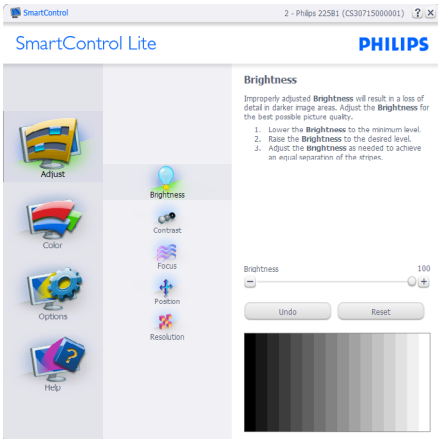 SmartControl
2 - Philips 225B1 (CS30715000001)
SmartControl Lite
PHILIPS
Adjust
Color
Options
Help
Brightness
Contrast
Focus
Position
Resolution
Brightness
Improperly adjusted Brightness will result in a loss of
detail in darker image areas. Adjust the Brightness for
the best possible picture quality.
1. Lower the Brightness to the minimum level.
2. Raise the Brightness to the desired level.
3. Adjust the Brightness as needed to achieve
an equal separation of the stripes.
Brightness 100
Undo
Reset